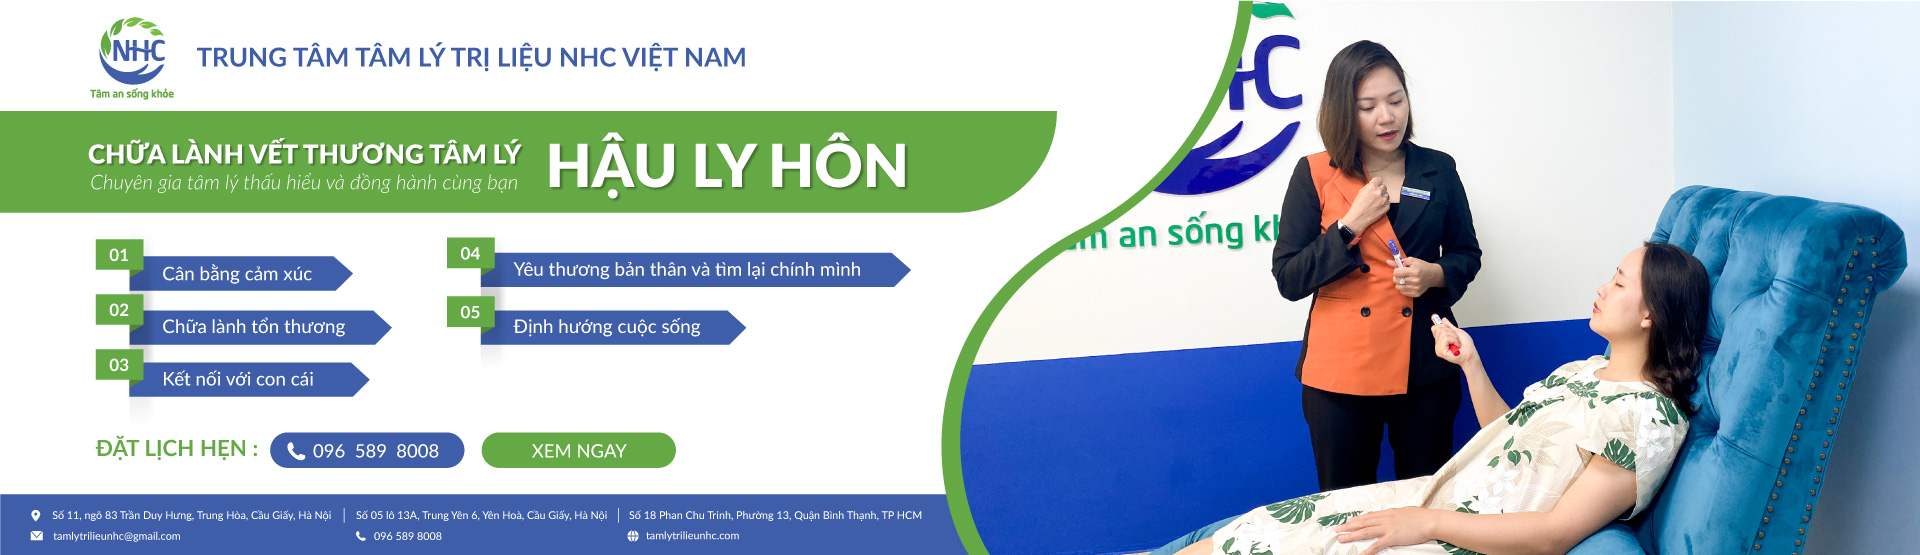 NHC
Tâm an sống khỏe
TRUNG TÂM TÂM LÝ TRỊ LIỆU NHC VIỆT NAM
CHỮA LÀNH VẾT THƯƠNG TÂM LÝ
Chuyên gia tâm lý thấu hiểu và đồng hành cùng bạn
HẬU LY HÔN
01
Cân bằng cảm xúc
02
Chữa lành tổn thương
03
Kết nối với con cái
04
Yêu thương bản thân và tìm lại chính mình
05
Định hướng cuộc sống
ĐẶT LỊCH HẸN :
096 589 8008
XEM NGAY
Số 11, ngõ 83 Trần Duy Hưng, Trung Hòa, Cầu Giấy, Hà Nội
Số 05 lô 13A, Trung Yên 6, Yên Hoà, Cầu Giấy, Hà Nội
Số 18 Phan Chu Trinh, Phường 13, Quận Bình Thạnh, TP HCM
tamlytrilieunhc@gmail.com
096 589 8008
tamlytrilieunhc.com
HC
an sống